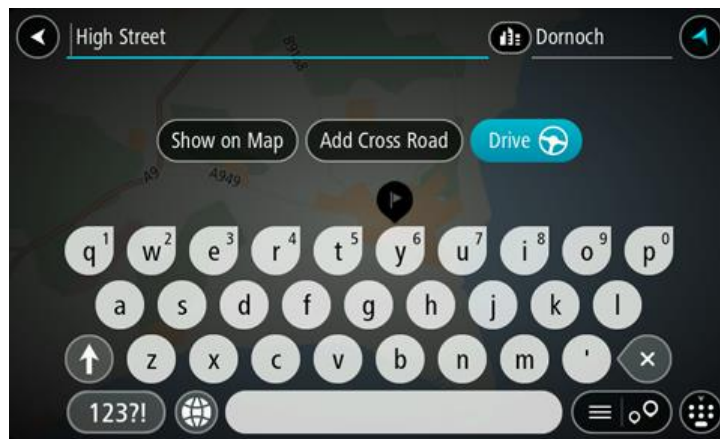 High Street Dornoch
B9168
Show on Map Add Cross Road Drive
A9 A949
q1 w2 e3 r4 t5 y6 u7 i8 o9 p0
a s d f g h j k l
z x c v b n m '
123?!